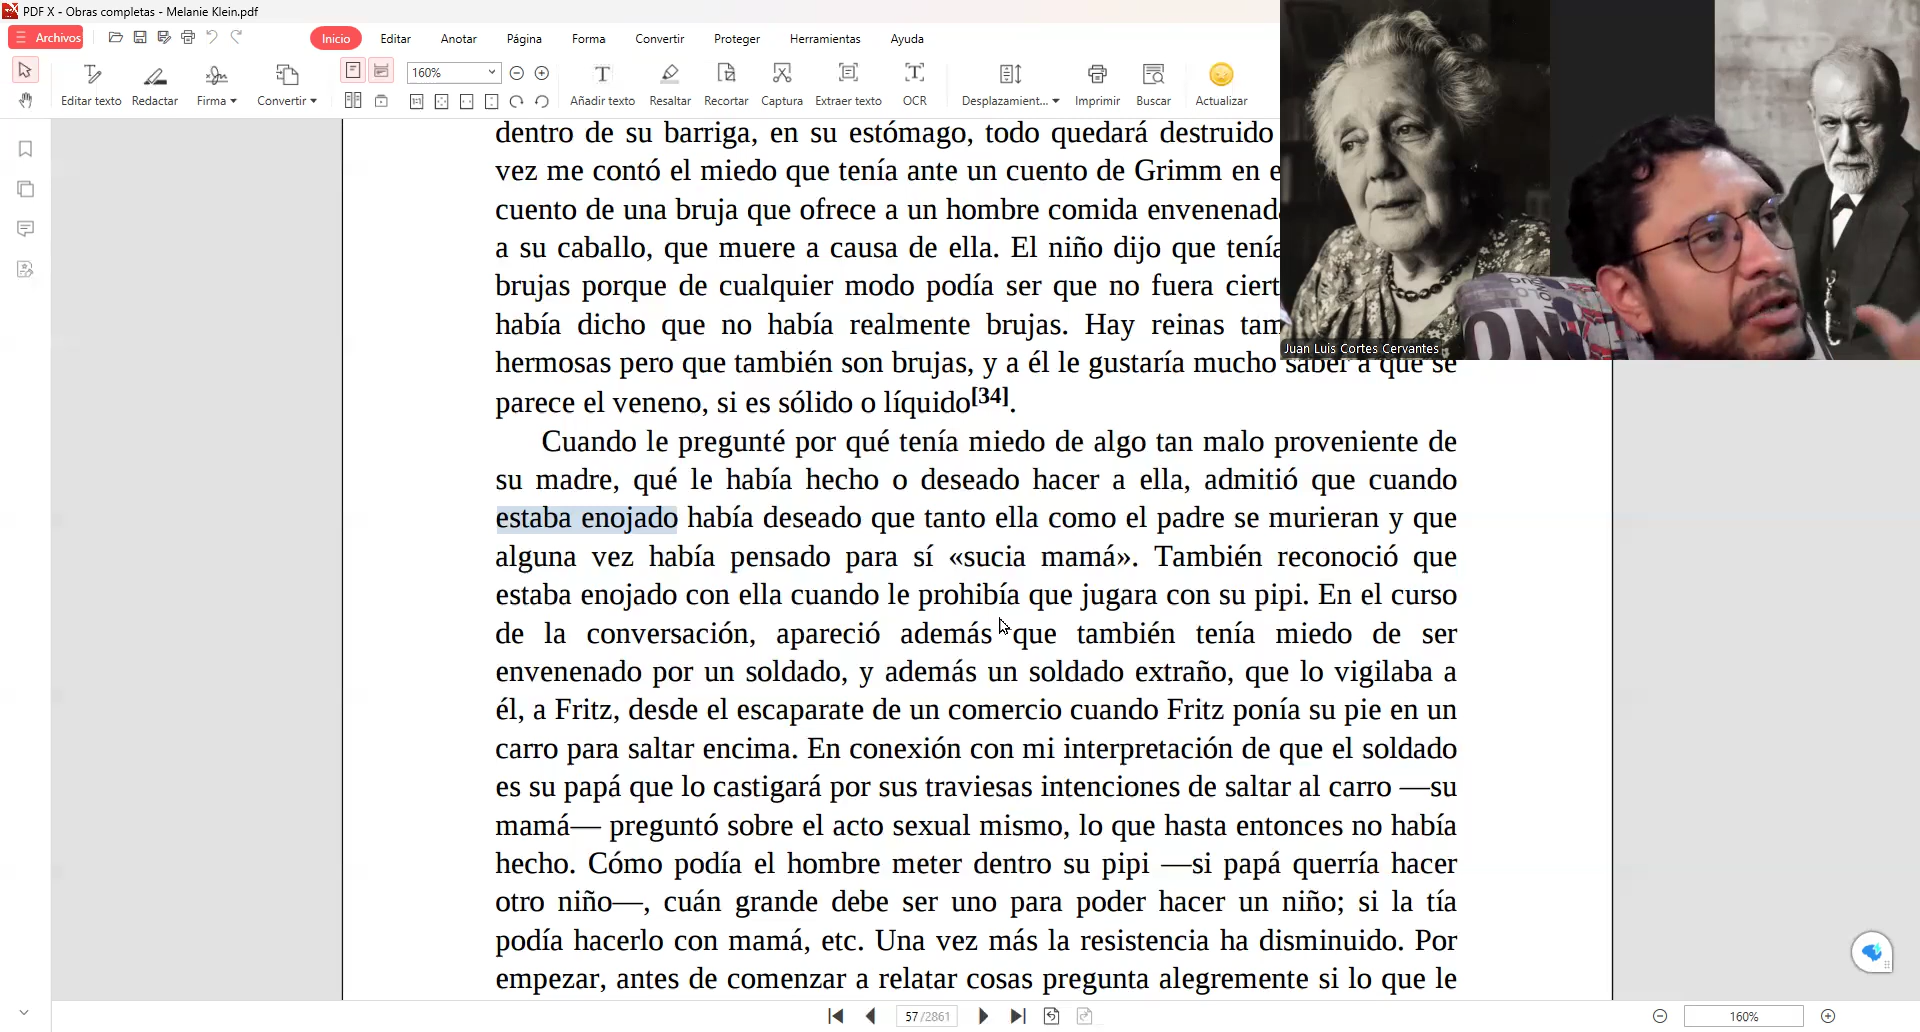 PDF X - Obras completas - Melanie Klein.pdf
Archivos
Inicio Editar Anotar Página Forma Convertir Proteger Herramientas Ayuda
160%
Editar texto Redactar Firma Convertir Añadir texto Resaltar Recortar Captura Extraer texto OCR Desplazamient... Imprimir Buscar Actualizar
dentro de su barriga, en su estómago, todo quedará destruido
vez me contó el miedo que tenía ante un cuento de Grimm en e
cuento de una bruja que ofrece a un hombre comida envenenada
a su caballo, que muere a causa de ella. El niño dijo que tenía
brujas porque de cualquier modo podía ser que no fuera ciert
había dicho que no había realmente brujas. Hay reinas tam
hermosas pero que también son brujas, y a él le gustaría mucho saber a qué se
parece el veneno, si es sólido o líquido[34].
Cuando le pregunté por qué tenía miedo de algo tan malo proveniente de
su madre, qué le había hecho o deseado hacer a ella, admitió que cuando
estaba enojado había deseado que tanto ella como el padre se murieran y que
alguna vez había pensado para sí «sucia mamá». También reconoció que
estaba enojado con ella cuando le prohibía que jugara con su pipi. En el curso
de la conversación, apareció además que también tenía miedo de ser
envenenado por un soldado, y además un soldado extraño, que lo vigilaba a
él, a Fritz, desde el escaparate de un comercio cuando Fritz ponía su pie en un
carro para saltar encima. En conexión con mi interpretación de que el soldado
es su papá que lo castigará por sus traviesas intenciones de saltar al carro —su
mamá— preguntó sobre el acto sexual mismo, lo que hasta entonces no había
hecho. Cómo podía el hombre meter dentro su pipi —si papá querría hacer
otro niño—, cuán grande debe ser uno para poder hacer un niño; si la tía
podía hacerlo con mamá, etc. Una vez más la resistencia ha disminuido. Por
empezar, antes de comenzar a relatar cosas pregunta alegremente si lo que le
Juan Luis Cortes Cervantes
ON
57 /2861
160%